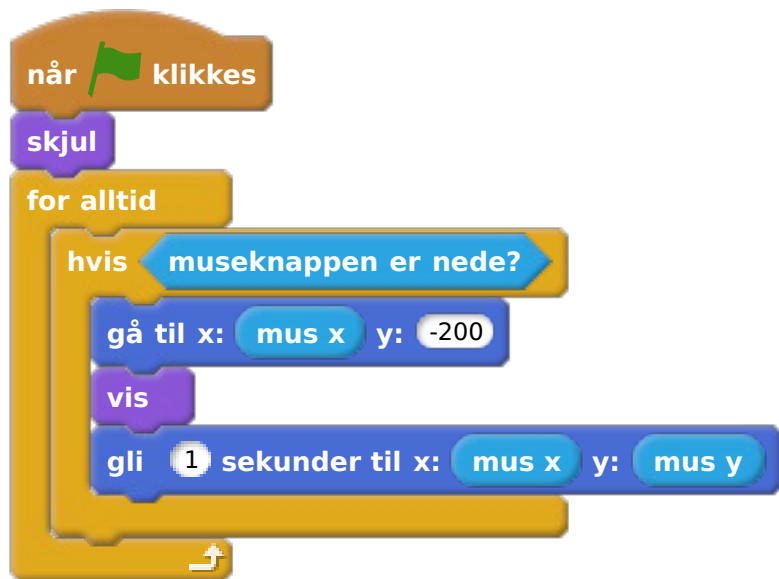 når klikkes
skjul
for alltid
hvis museknappen er nede?
gå til x: mus x y: -200
vis
gli 1 sekunder til x: mus x y: mus y